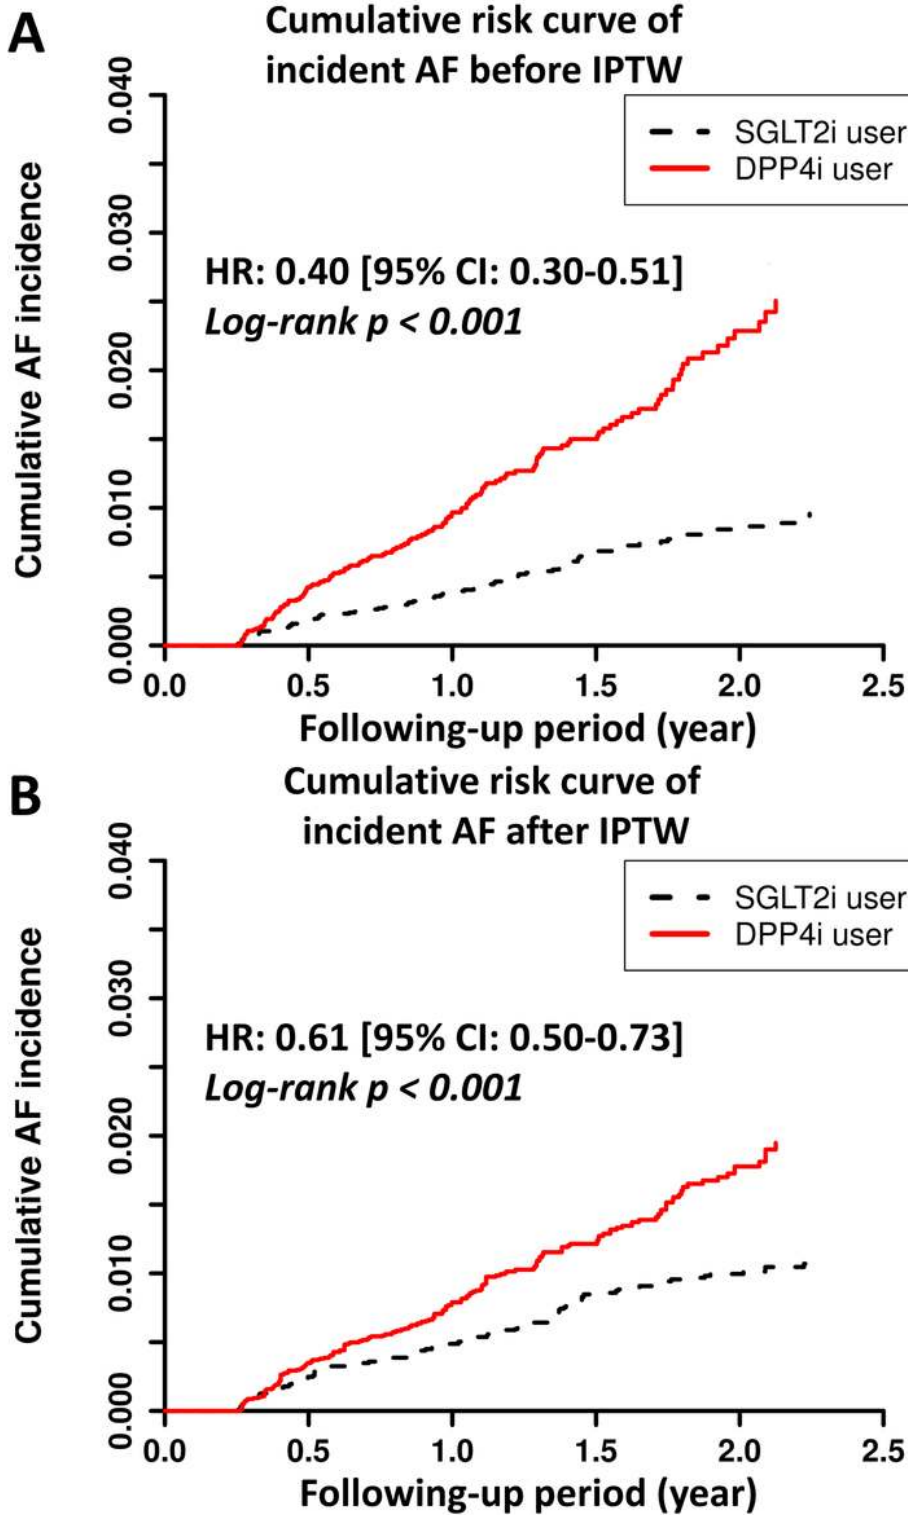 A
Cumulative risk curve of
incident AF before IPTW
SGLT2i user
DPP4i user
HR: 0.40 [95% CI: 0.30-0.51]
Log-rank p < 0.001
Cumulative AF incidence
0.040
0.030
0.020
0.010
0.000
0.0 0.5 1.0 1.5 2.0 2.5
Following-up period (year)
B
Cumulative risk curve of
incident AF after IPTW
SGLT2i user
DPP4i user
HR: 0.61 [95% CI: 0.50-0.73]
Log-rank p < 0.001
Cumulative AF incidence
0.040
0.030
0.020
0.010
0.000
0.0 0.5 1.0 1.5 2.0 2.5
Following-up period (year)